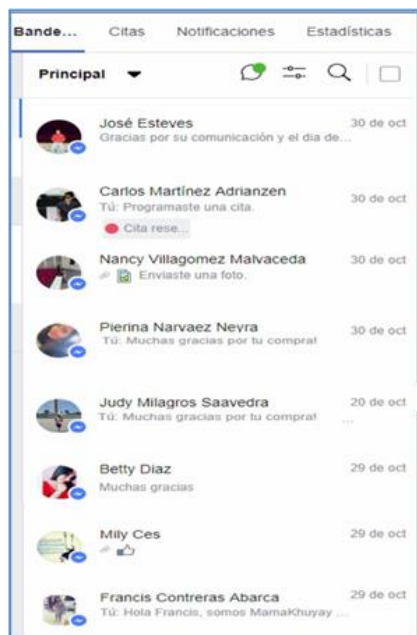 Bande... Citas Notificaciones Estadísticas
Principal
José Esteves 30 de oct
Gracias por su comunicación y el dia de...
Carlos Martínez Adrianzen 30 de oct
Tú: Programaste una cita.
Cita rese...
Nancy Villagomez Malvaceda 30 de oct
Enviaste una foto.
Pierina Narvaez Neyra 30 de oct
Tú: Muchas gracias por tu compra!
Judy Milagros Saavedra 20 de oct
Tú: Muchas gracias por tu compra! ...
Betty Diaz 29 de oct
Muchas gracias
Mily Ces 29 de oct
Francis Contreras Abarca 29 de oct
Tú: Hola Francis, somos MamaKhuyay ...